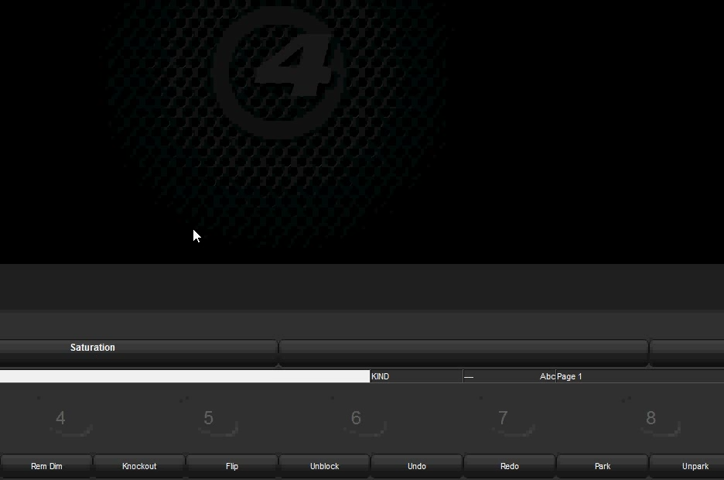 4
Saturation
KIND — Abc Page 1
4 5 6 7 8
Rem Dim Knockout Flip Unblock Undo Redo Park Unpark